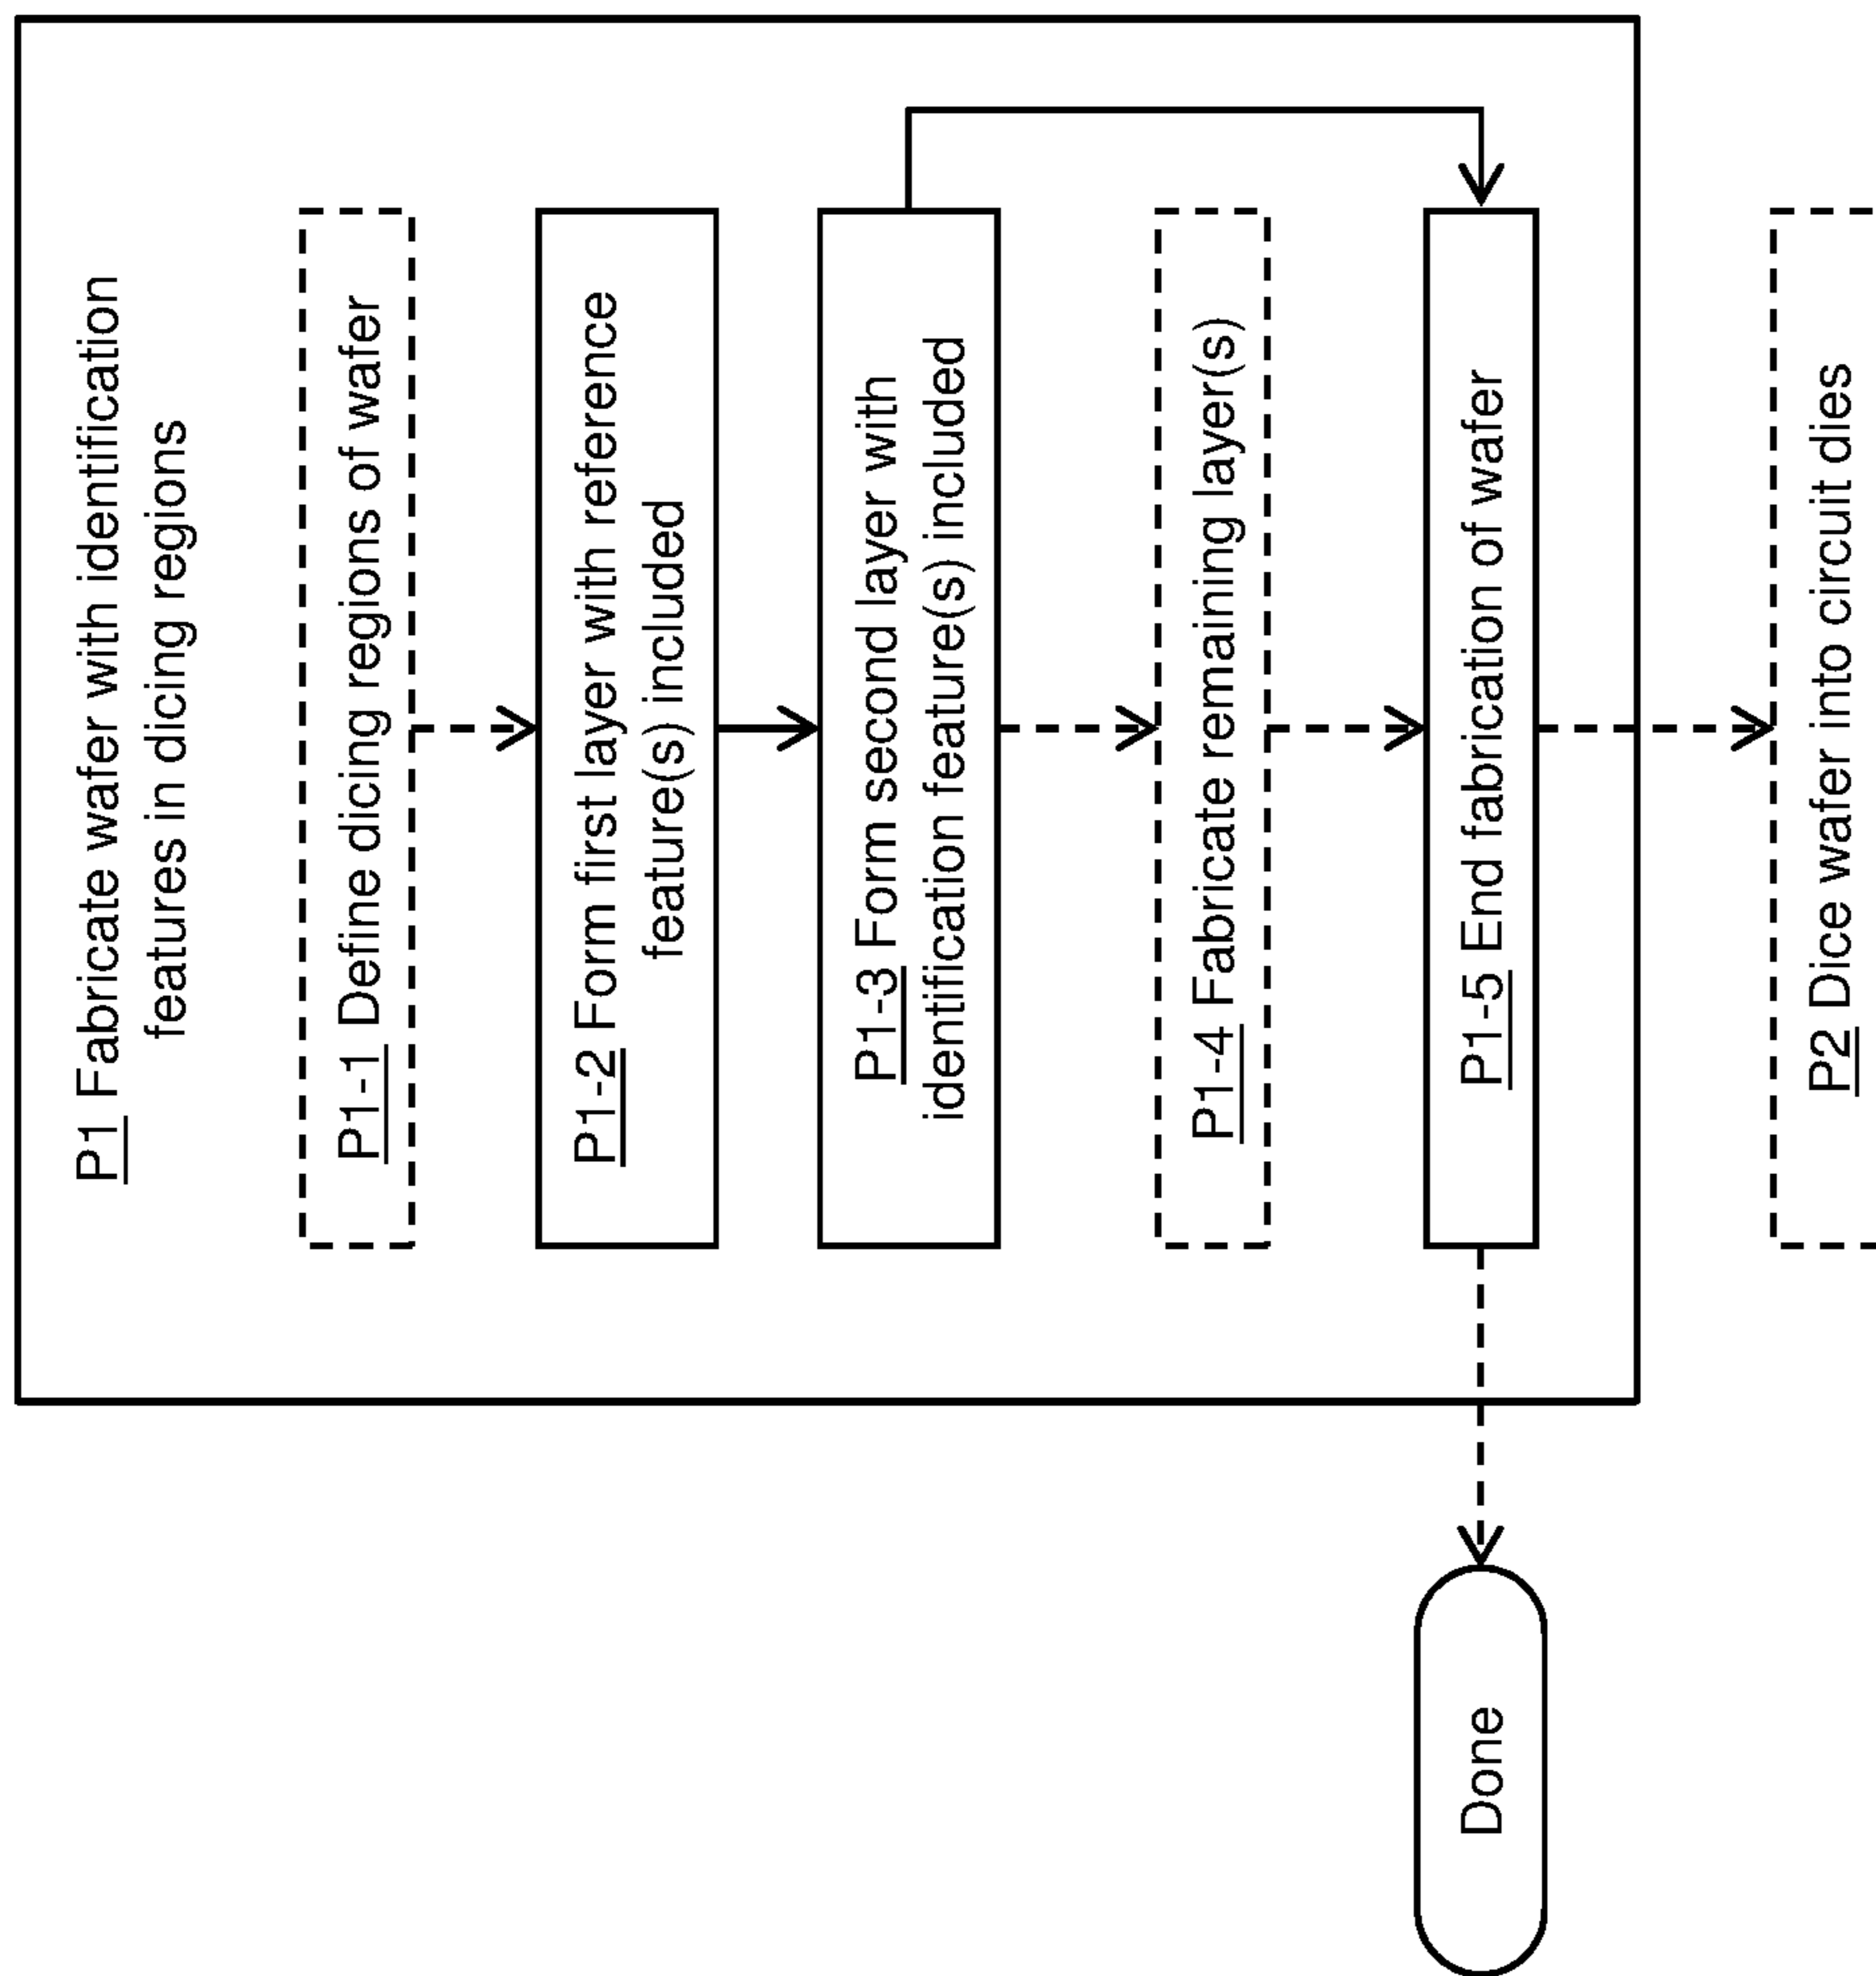 P1 Fabricate wafer with identification
features in dicing regions
P1-1 Define dicing regions of wafer
P1-2 Form first layer with reference
feature(s) included
P1-3 Form second layer with
identification feature(s) included
P1-4 Fabricate remaining layer(s)
P1-5 End fabrication of wafer
Done
P2 Dice wafer into circuit dies